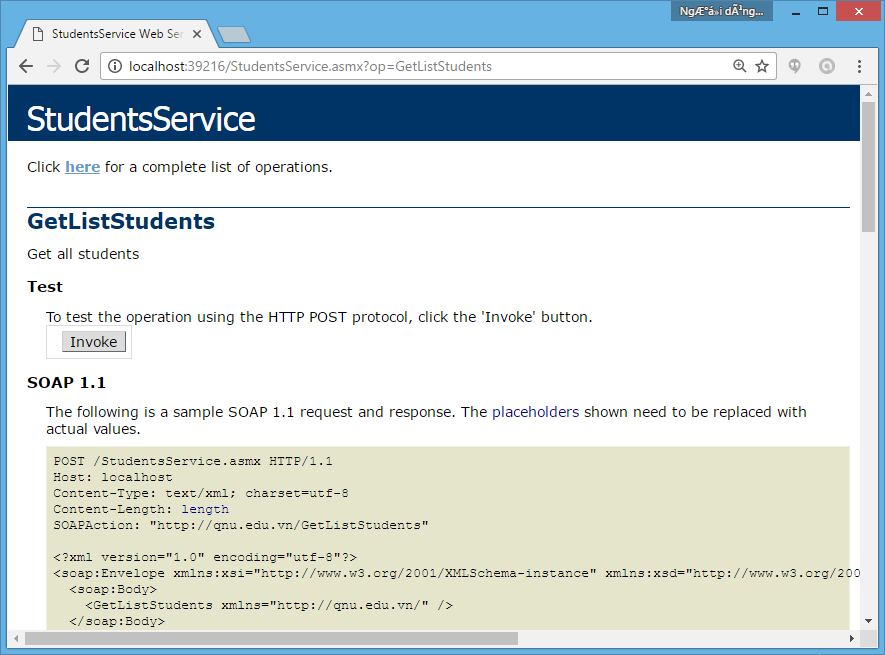 NgÆ°á»i dÃ¹ng...
StudentsService Web Ser
localhost:39216/StudentsService.asmx?op=GetListStudents
StudentsService
Click here for a complete list of operations.
GetListStudents
Get all students
Test
To test the operation using the HTTP POST protocol, click the 'Invoke' button.
Invoke
SOAP 1.1
The following is a sample SOAP 1.1 request and response. The placeholders shown need to be replaced with
actual values.
POST /StudentsService.asmx HTTP/1.1
Host: localhost
Content-Type: text/xml; charset=utf-8
Content-Length: length
SOAPAction: "http://qnu.edu.vn/GetListStudents"
<?xml version="1.0" encoding="utf-8"?>
<soap:Envelope xmlns:xsi="http://www.w3.org/2001/XMLSchema-instance" xmlns:xsd="http://www.w3.org/200
<soap:Body>
<GetListStudents xmlns="http://qnu.edu.vn/" />
</soap:Body>